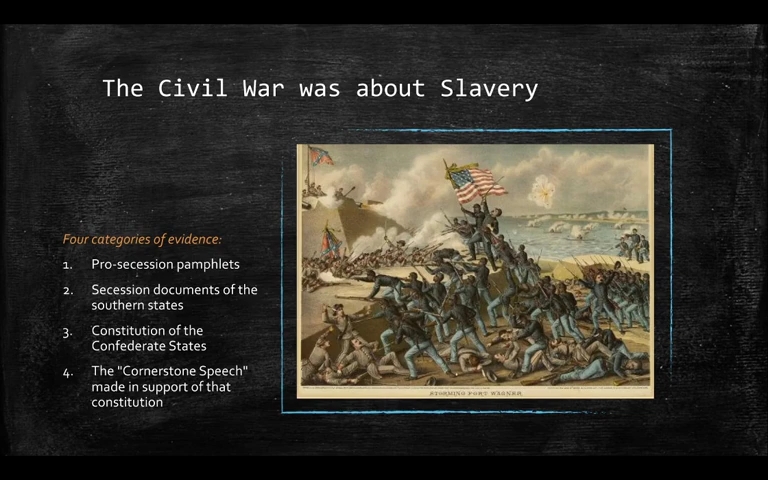 The Civil War was about Slavery
Four categories of evidence:
1. Pro-secession pamphlets
2. Secession documents of the
southern states
3. Constitution of the
Confederate States
4. The "Cornerstone Speech"
made in support of that
constitution
STORMING FORT WAGNER